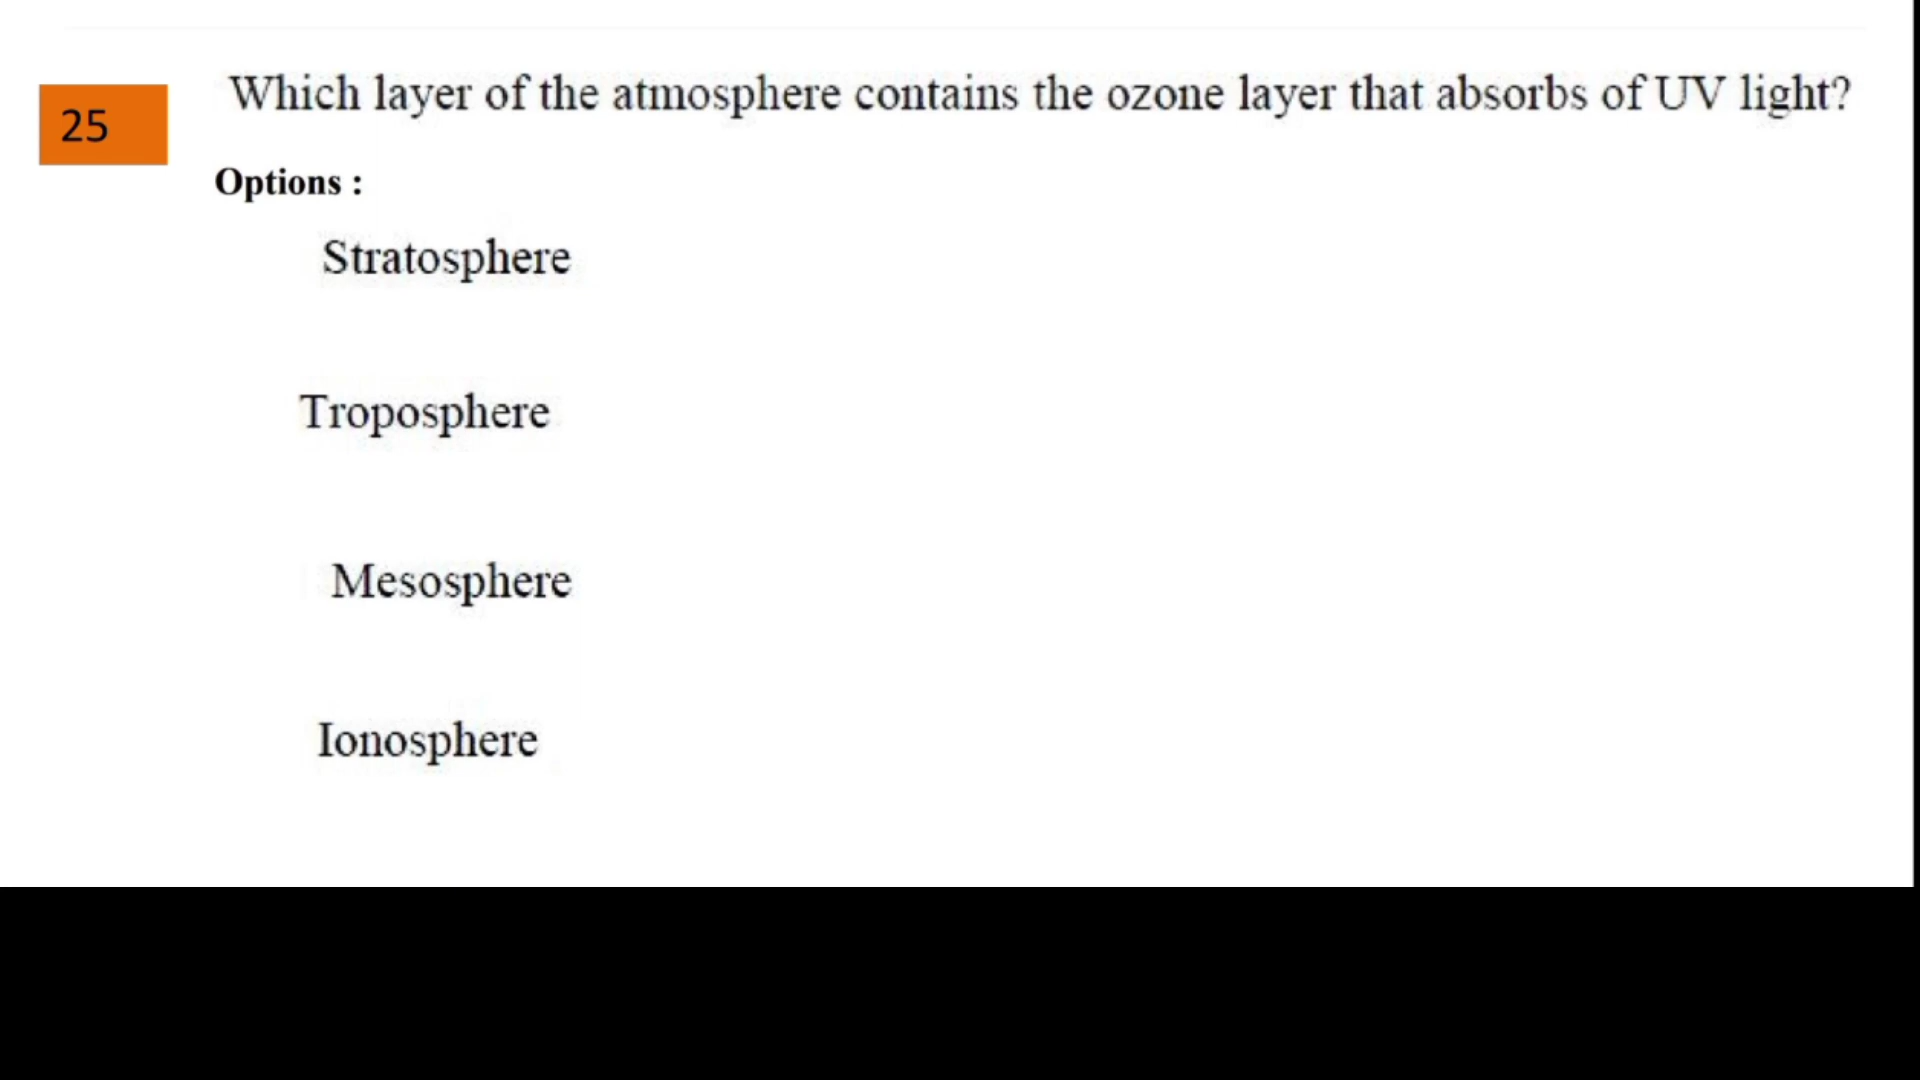 25
Which layer of the atmosphere contains the ozone layer that absorbs of UV light?
Options :
Stratosphere
Troposphere
Mesosphere
Ionosphere